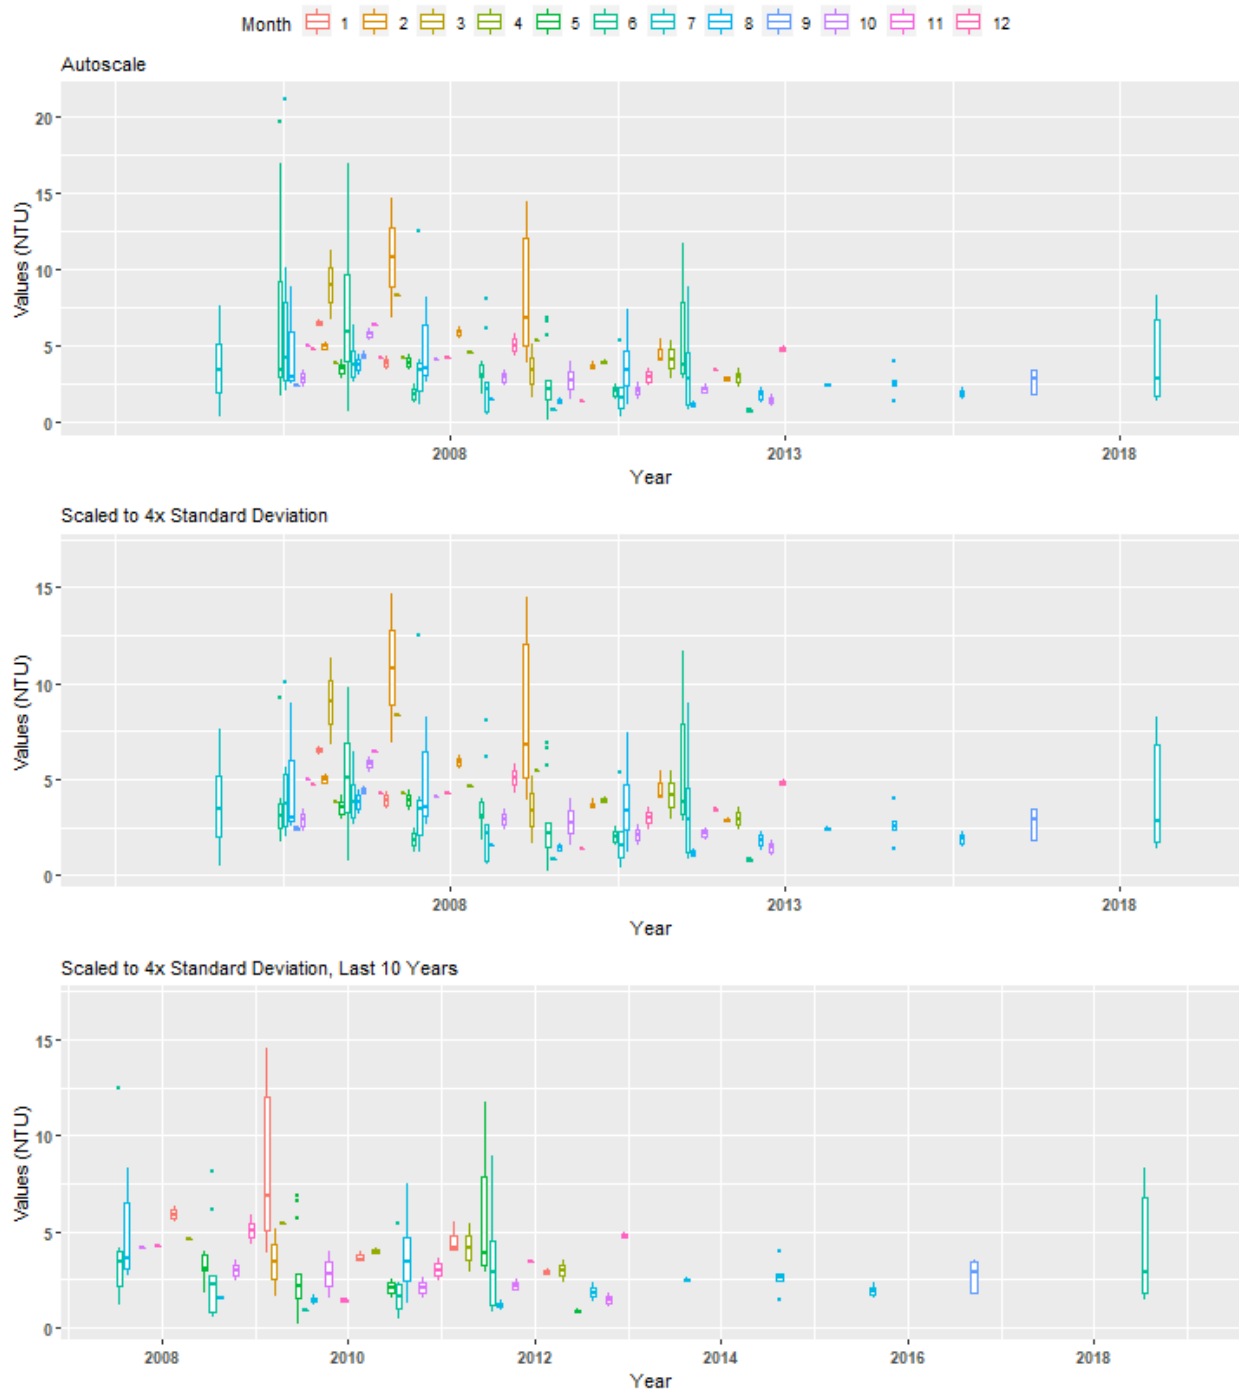 Month 1 2 3 4 5 6 7 8 9 10 11 12
Autoscale
20
15
10
5
0
Values (NTU)
2008 2013 2018
Year
Scaled to 4x Standard Deviation
15
10
5
0
Values (NTU)
2008 2013 2018
Year
Scaled to 4x Standard Deviation, Last 10 Years
15
10
5
0
Values (NTU)
2008 2010 2012 2014 2016 2018
Year